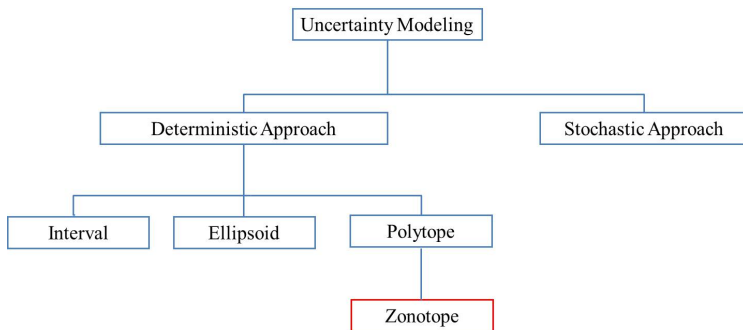 Uncertainty Modeling
Deterministic Approach
Stochastic Approach
Interval
Ellipsoid
Polytope
Zonotope